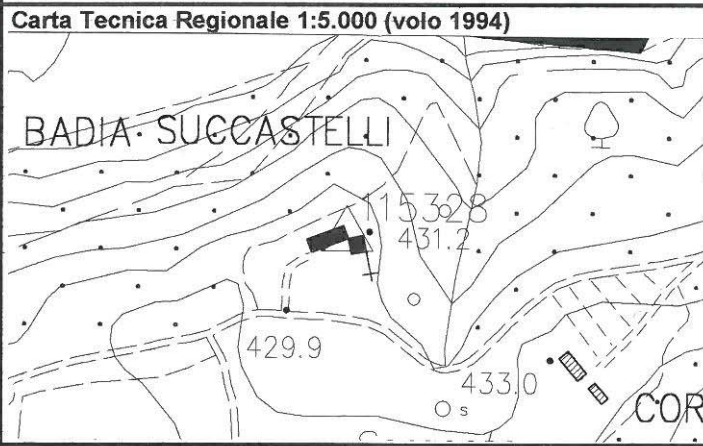 Carta Tecnica Regionale 1:5.000 (volo 1994)
BADIA SUCCASTELLI
115328
431.2
429.9
433.0
s
COR